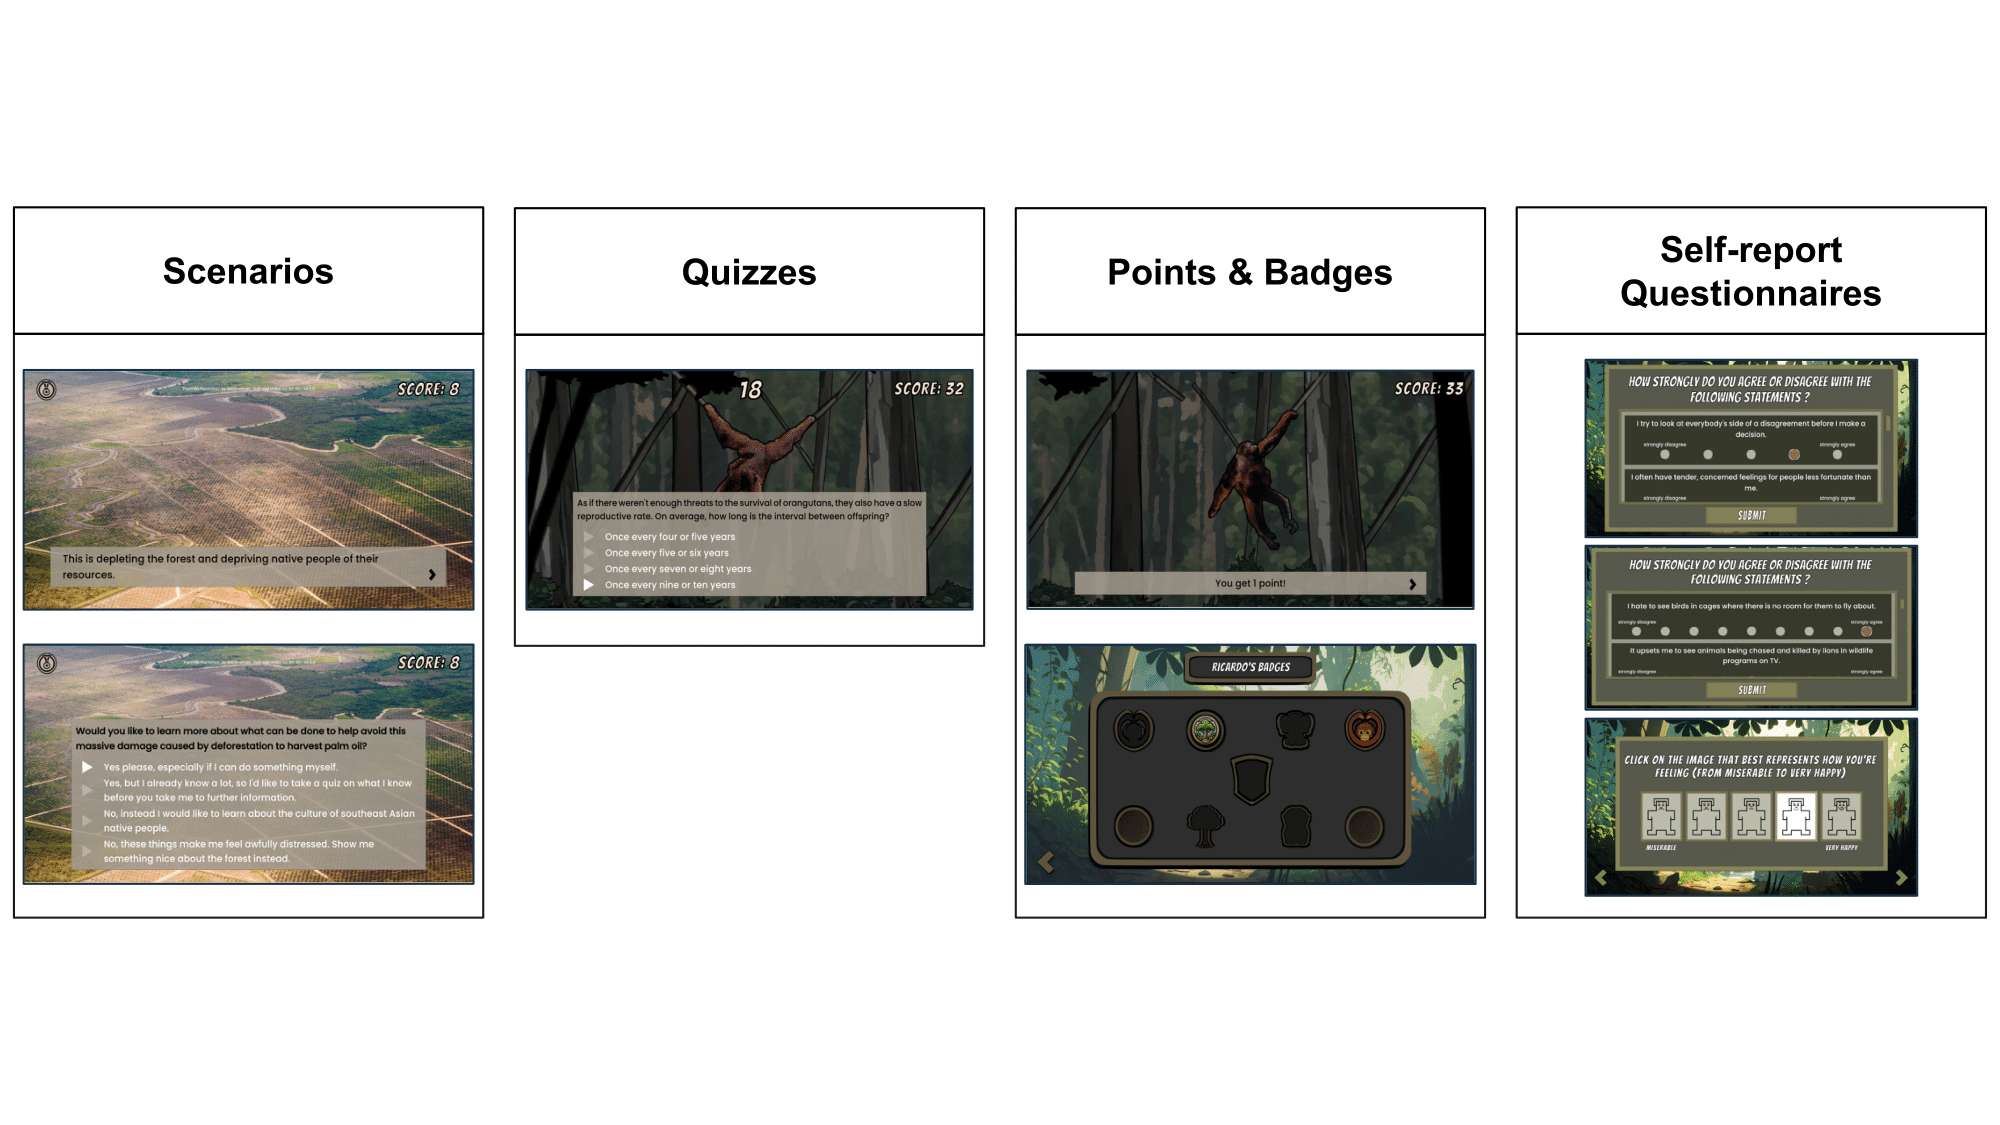 Scenarios
SCORE: 8
This is depleting the forest and depriving native people of their
resources.
SCORE: 8
Would you like to learn more about what can be done to help avoid this
massive damage caused by deforestation to harvest palm oil?
Yes please, especially if I can do something myself.
Yes, but I already know a lot, so I'd like to take a quiz on what I know
before you take me to further information.
No, instead I would like to learn about the culture of southeast Asian
native people.
No, these things make me feel awfully distressed. Show me
something nice about the forest instead.
Quizzes
18
SCORE: 32
As if there weren't enough threats to the survival of orangutans, they also have a slow
reproductive rate. On average, how long is the interval between offspring?
Once every four or five years
Once every five or six years
Once every seven or eight years
Once every nine or ten years
Points & Badges
SCORE: 33
You get 1 point!
RICARDO'S BADGES
Self-report
Questionnaires
HOW STRONGLY DO YOU AGREE OR DISAGREE WITH THE
FOLLOWING STATEMENTS ?
I try to look at everybody's side of a disagreement before I make a
decision.
strongly disagree
strongly agree
I often have tender, concerned feelings for people less fortunate than
me.
strongly disagree
strongly agree
SUBMIT
HOW STRONGLY DO YOU AGREE OR DISAGREE WITH THE
FOLLOWING STATEMENTS ?
I hate to see birds in cages where there is no room for them to fly about.
strongly disagree
strongly agree
It upsets me to see animals being chased and killed by lions in wildlife
programs on TV.
strongly disagree
strongly agree
SUBMIT
CLICK ON THE IMAGE THAT BEST REPRESENTS HOW YOU'RE
FEELING (FROM MISERABLE TO VERY HAPPY)
MISERABLE
VERY HAPPY